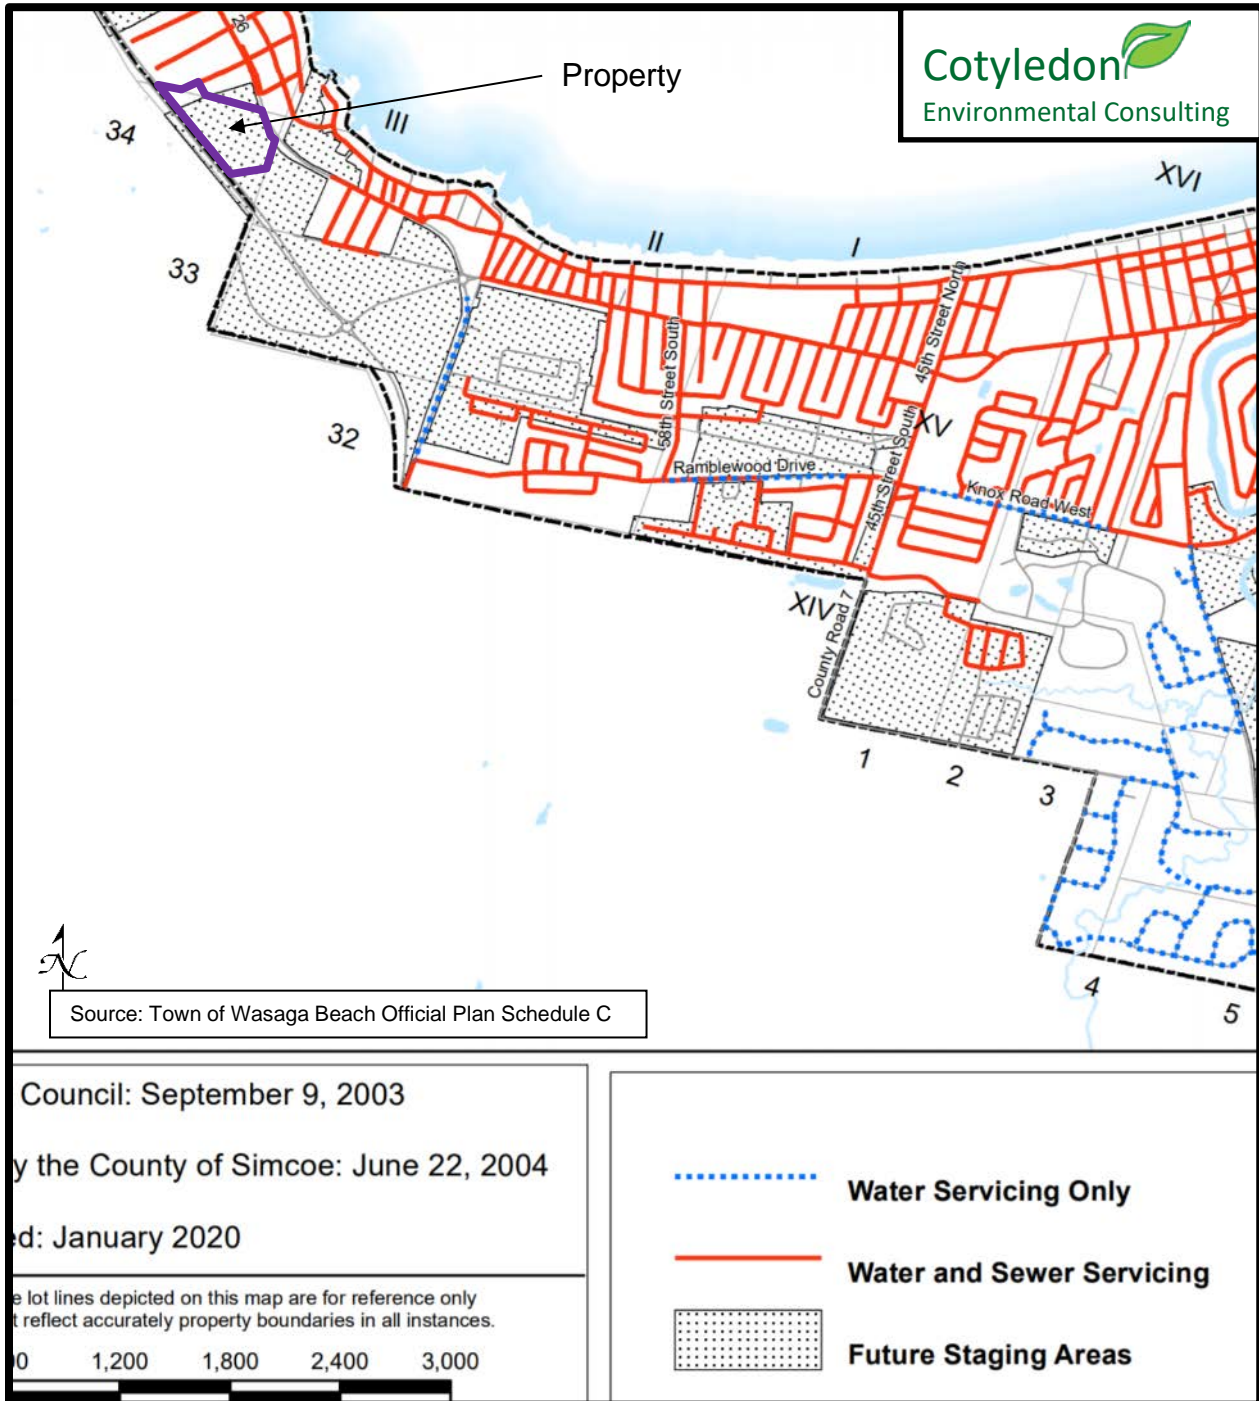 Cotyledon
Environmental Consulting
Property
26
34
III
XVI
II
I
33
45th Street North
58th Street South
32
XV
45th Street South
Ramblewood Drive
Knox Road West
XIV
County Road 7
1
2
3
4
5
N
Source: Town of Wasaga Beach Official Plan Schedule C
Council: September 9, 2003
y the County of Simcoe: June 22, 2004
ed: January 2020
e lot lines depicted on this map are for reference only
t reflect accurately property boundaries in all instances.
00 1,200 1,800 2,400 3,000
Water Servicing Only
Water and Sewer Servicing
Future Staging Areas